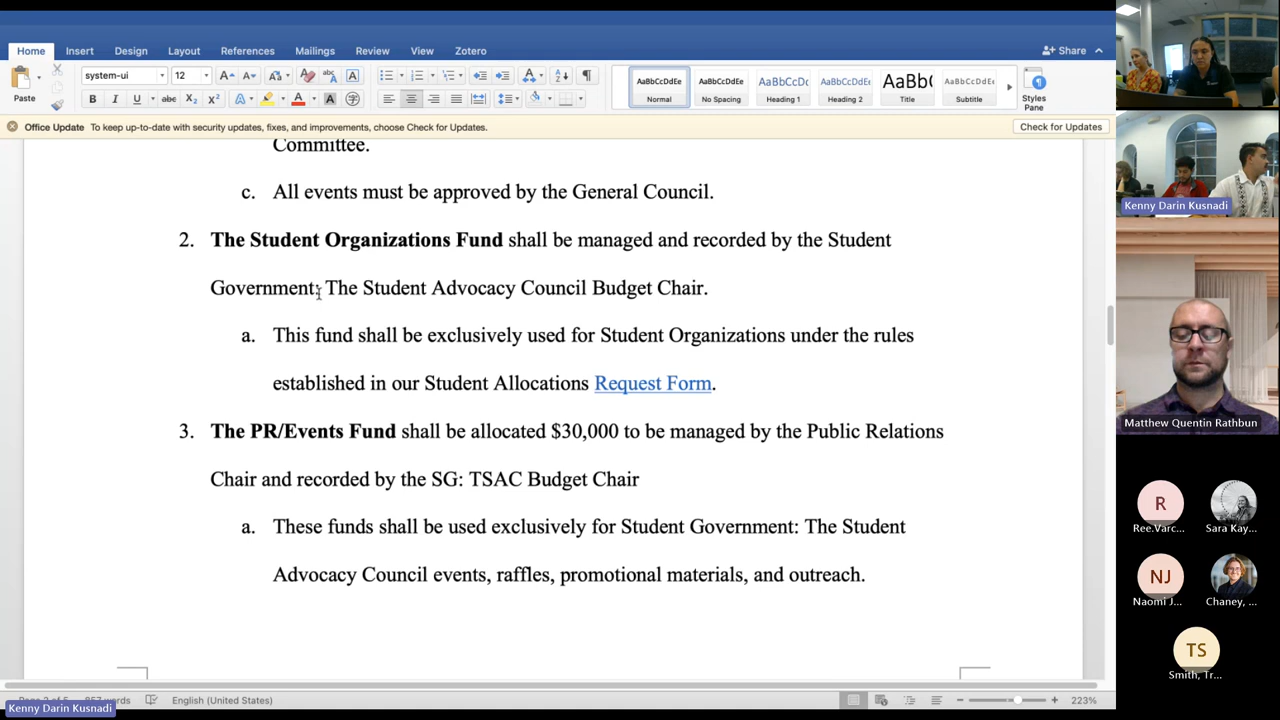 Home Insert Design Layout References Mailings Review View Zotero Share
Paste
system-ui 12
AaBbCcDdEe AaBbCcDdEe AaBbCcDc AaBbCcDdEe AaBb( AaBbCcDdEe
Normal No Spacing Heading 1 Heading 2 Title Subtitle Styles Pane
Office Update To keep up-to-date with security updates, fixes, and improvements, choose Check for Updates. Check for Updates
Committee.
c. All events must be approved by the General Council.
2. The Student Organizations Fund shall be managed and recorded by the Student
Government: The Student Advocacy Council Budget Chair.
a. This fund shall be exclusively used for Student Organizations under the rules
established in our Student Allocations Request Form.
3. The PR/Events Fund shall be allocated $30,000 to be managed by the Public Relations
Chair and recorded by the SG: TSAC Budget Chair
a. These funds shall be used exclusively for Student Government: The Student
Advocacy Council events, raffles, promotional materials, and outreach.
English (United States) 223%
Kenny Darin Kusnadi
Kenny Darin Kusnadi
Matthew Quentin Rathbun
R
Ree.Varc...
Sara Kay...
NJ
Naomi J...
Chaney, ...
TS
Smith, Tr...